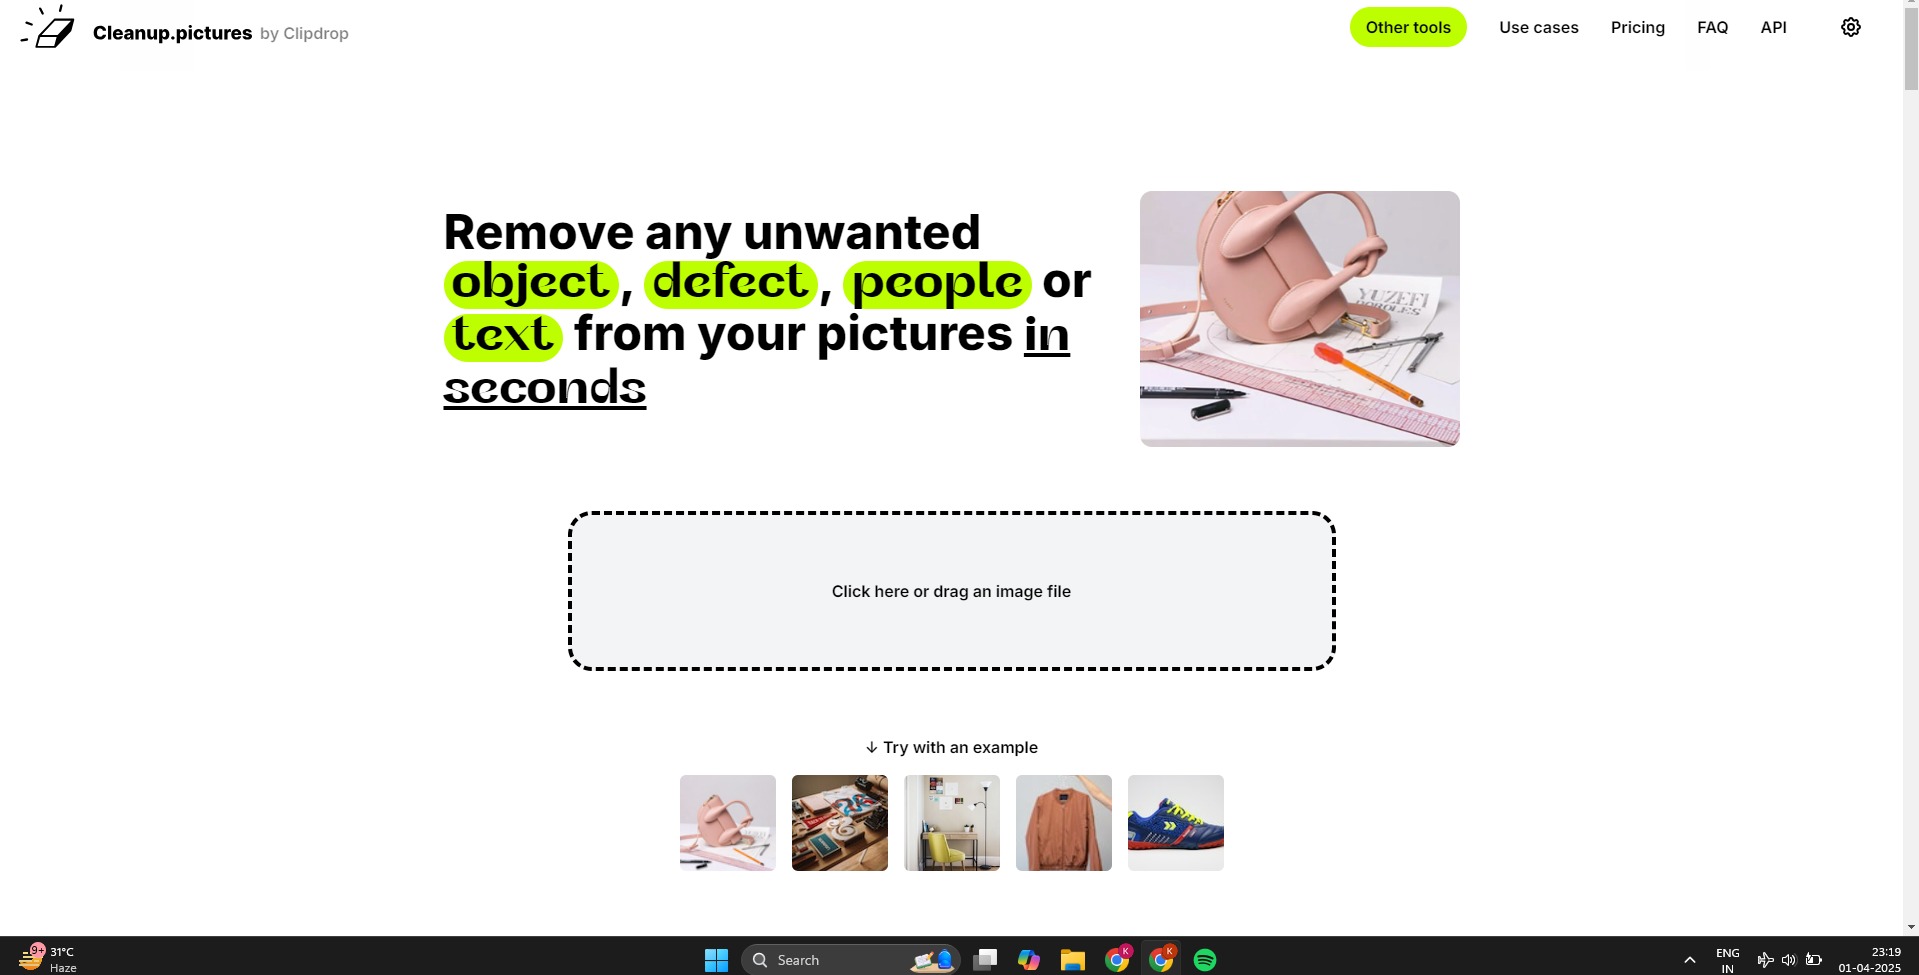 Cleanup.pictures by Clipdrop
Other tools
Use cases
Pricing
FAQ
API
Remove any unwanted
object, defect, people or
text from your pictures in
seconds
YUZEFI
Click here or drag an image file
↓ Try with an example
9+
31°C
Haze
Search
K
K
ENG
IN
23:19
01-04-2025